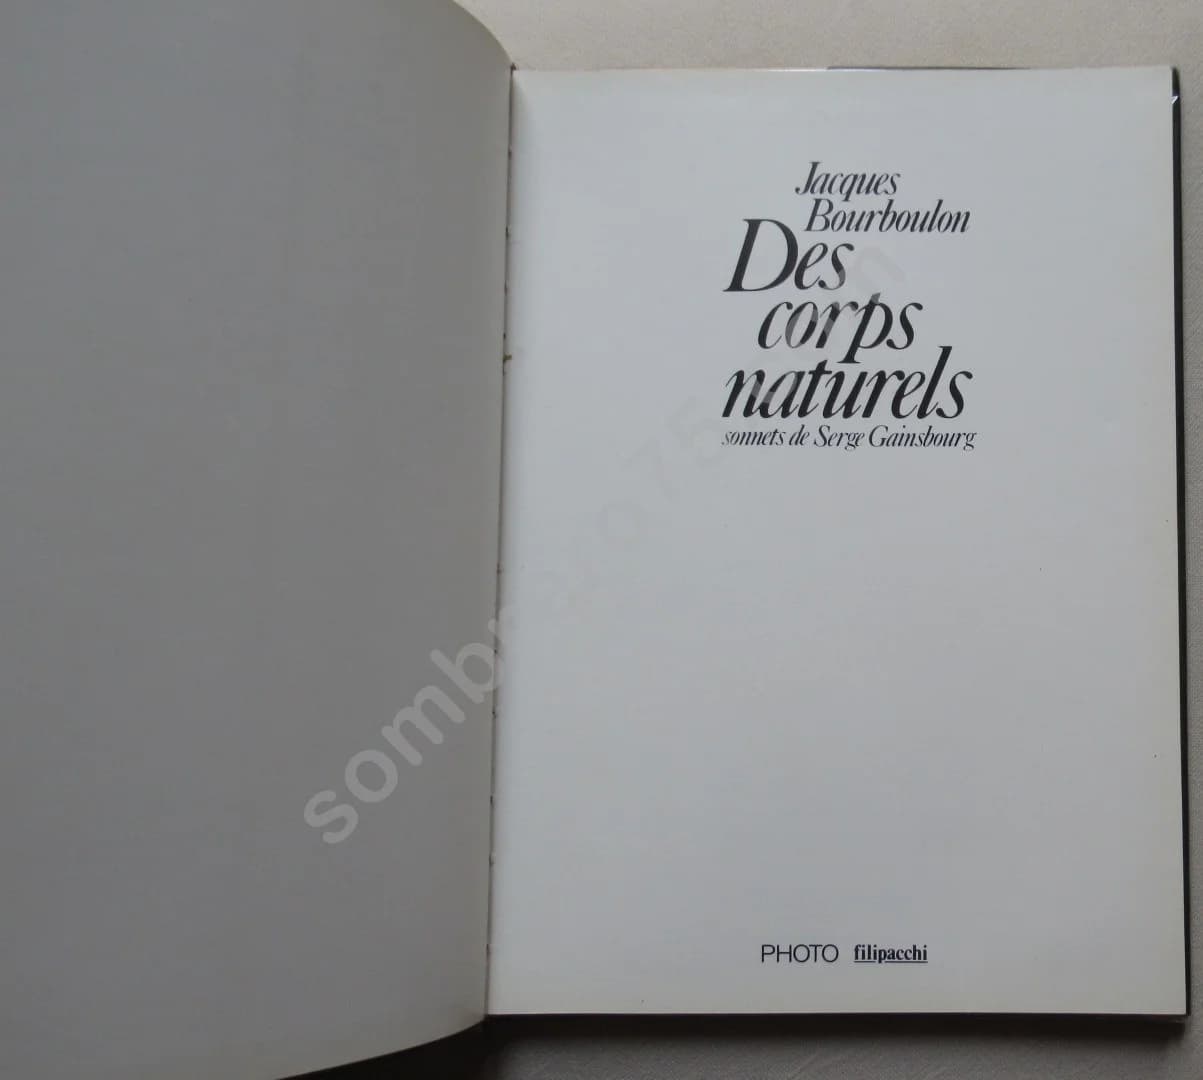 Jacques
Bourboulon
Des
corps
naturels
sonnets de Serge Gainsbourg
PHOTO filipacchi